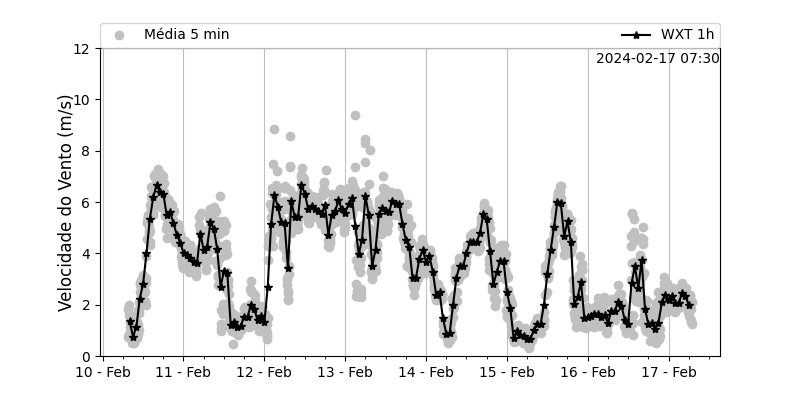 Média 5 min
WXT 1h
2024-02-17 07:30
Velocidade do Vento (m/s)
12
10
8
6
4
2
0
10 - Feb
11 - Feb
12 - Feb
13 - Feb
14 - Feb
15 - Feb
16 - Feb
17 - Feb